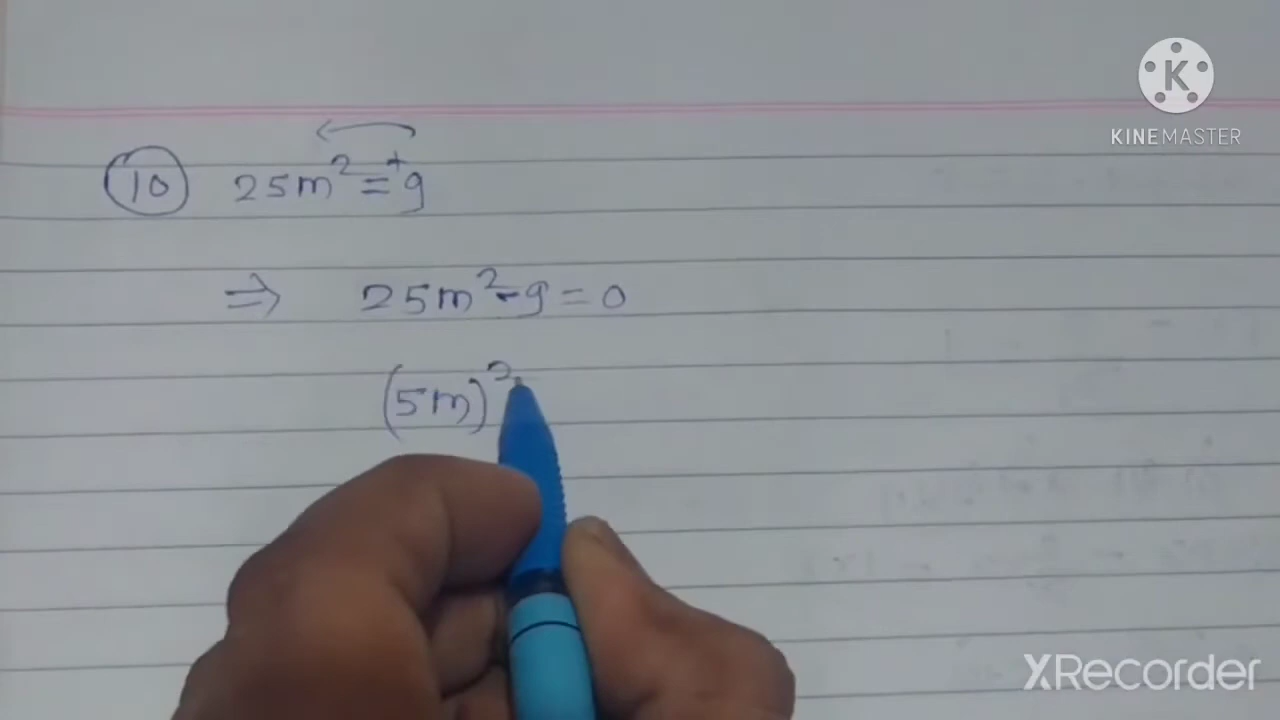 K
KINEMASTER
10 25m² = +9
⇒ 25m² - 9 = 0
(5m)²
XRecorder